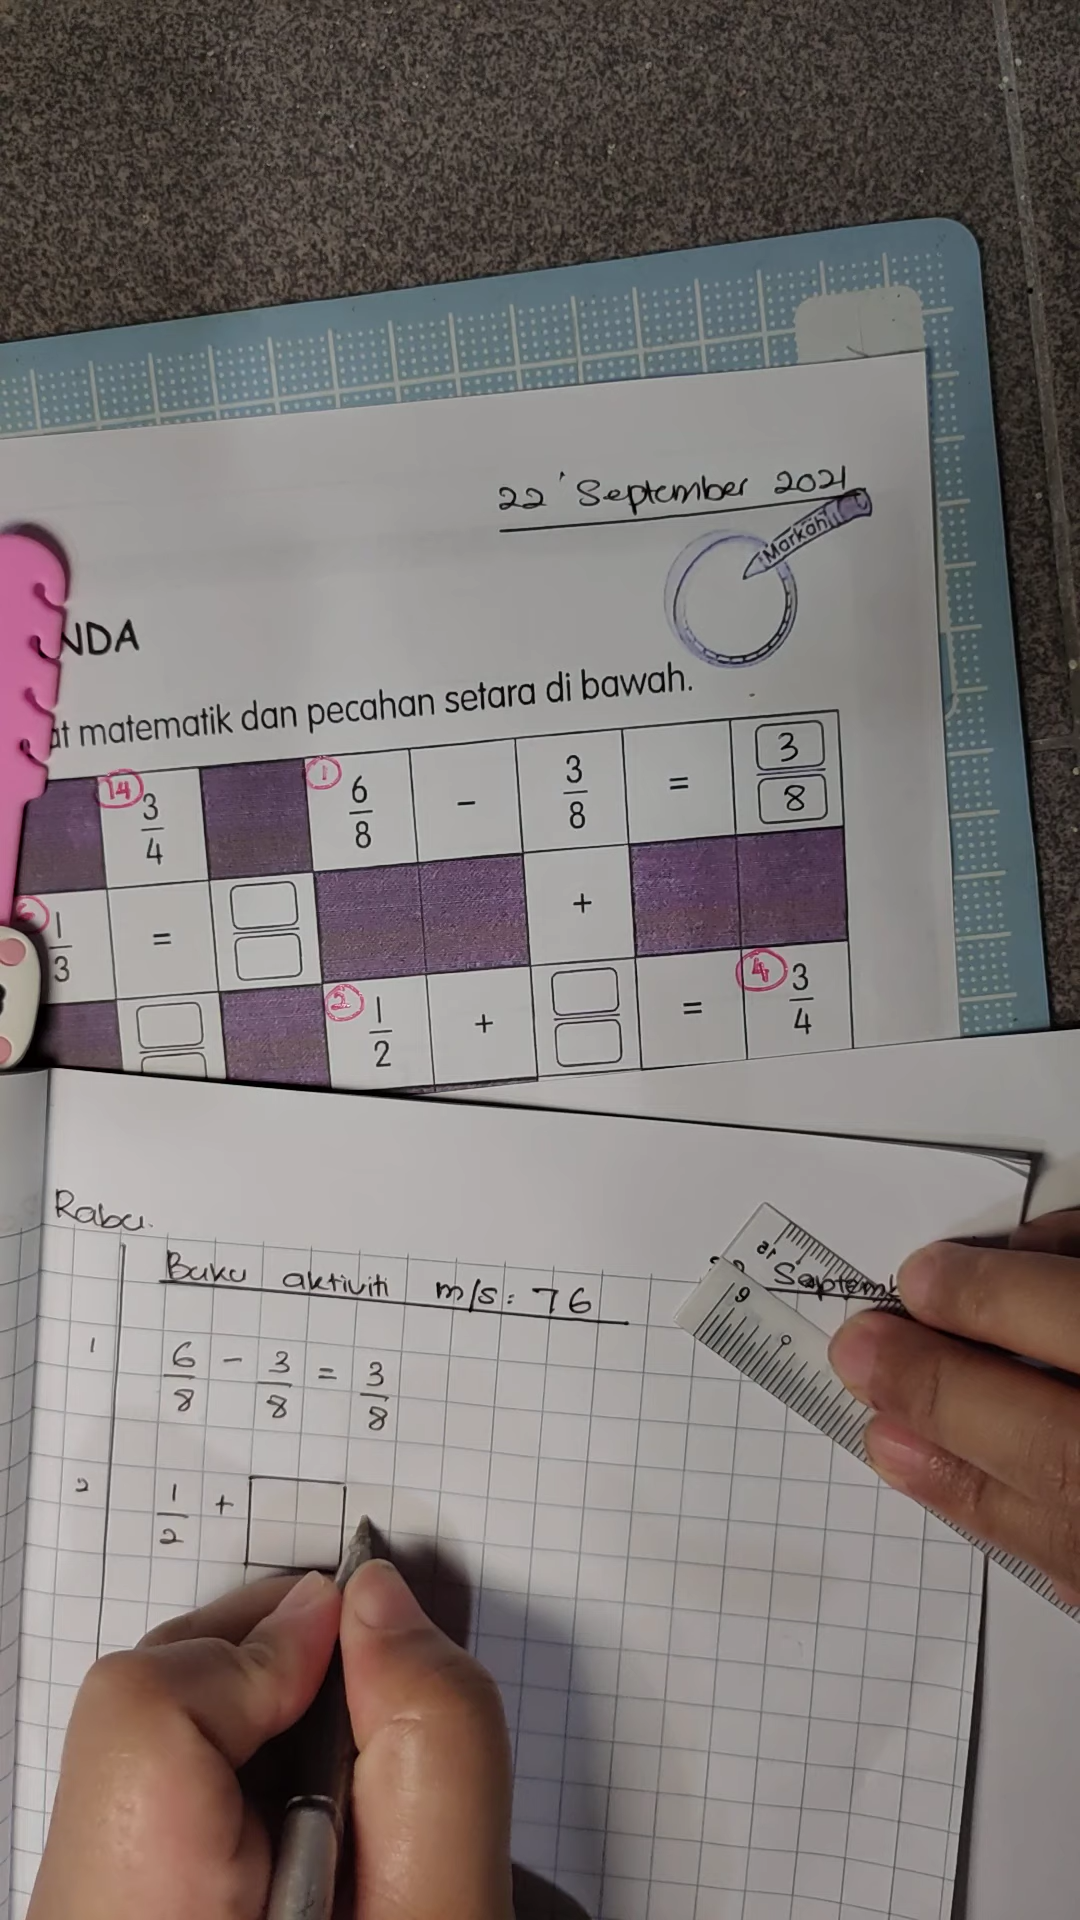 22 September 2021
Markah
NDA
at matematik dan pecahan setara di bawah.
14 3/4 1 6/8 - 3/8 = 3/8
1/3 = +
2 1/2 + = 4 3/4
Rabu.
Buku aktiviti m/s: 76
1 6/8 - 3/8 = 3/8
2 1/2 +